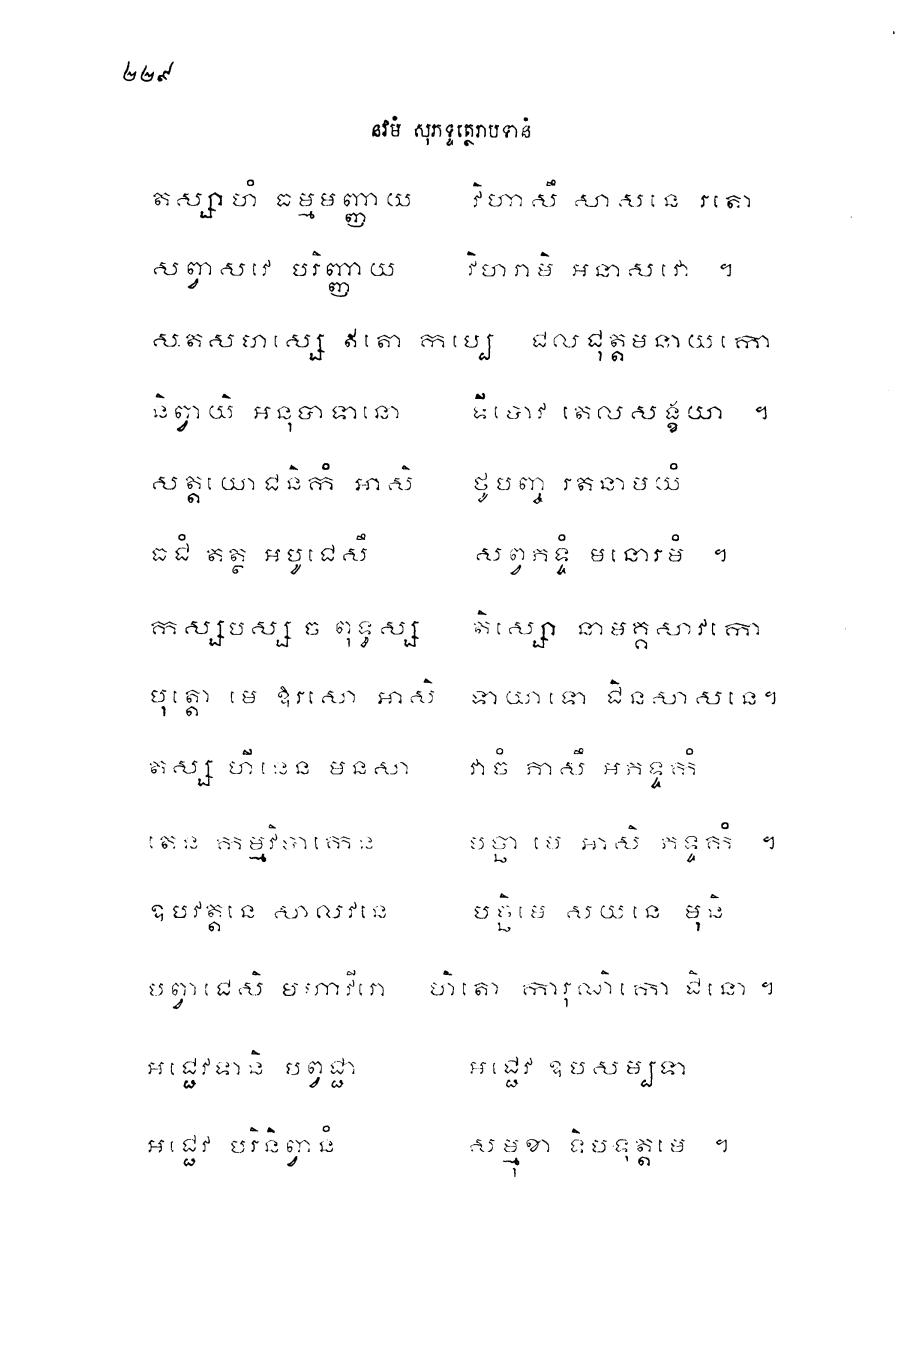 ២២៩
នវមំ សុភទ្ទត្ថេរាបទានំ
តស្សាហំ ធម្មមញ្ញាយ វិហាសឹ សាសនេ រតោ
សព្វាសវេ បរិញ្ញាយ វិហរាមិ អនាសវោ ។
សតសហស្សេ ឥតោ កប្បេ ជលជុត្តមនាយកោ
និព្វាយិ អនុបាទានោ ទីបោវ តេលសង្ខយា ។
សត្តយោជនិកំ អាសិ ថូបញ្ច រតនាមយំ
ធជំ តត្ថ អបូជេសឹ សព្វភទ្ទំ មនោរមំ ។
កស្សបស្ស ច ពុទ្ធស្ស តិស្សោ នាមគ្គសាវកោ
បុត្តោ មេ ឱរសោ អាសិ ទាយាទោ ជិនសាសនេ។
តស្ស ហីនេន មនសា វាចំ ភាសឹ អភទ្ទកំ
តេន កម្មវិបាកេន បច្ឆា មេ អាសិ ភទ្ទកំ ។
ឧបវត្តនេ សាលវនេ បច្ឆិមេ សយនេ មុនិ
បព្វាជេសិ មហាវីរោ ហិតោ ការុណិកោ ជិនោ ។
អជ្ជេវទានិ បព្វជ្ជា អជ្ជេវ ឧបសម្បទា
អជ្ជេវ បរិនិព្វានំ សម្មុខា ទិបទុត្តមេ ។